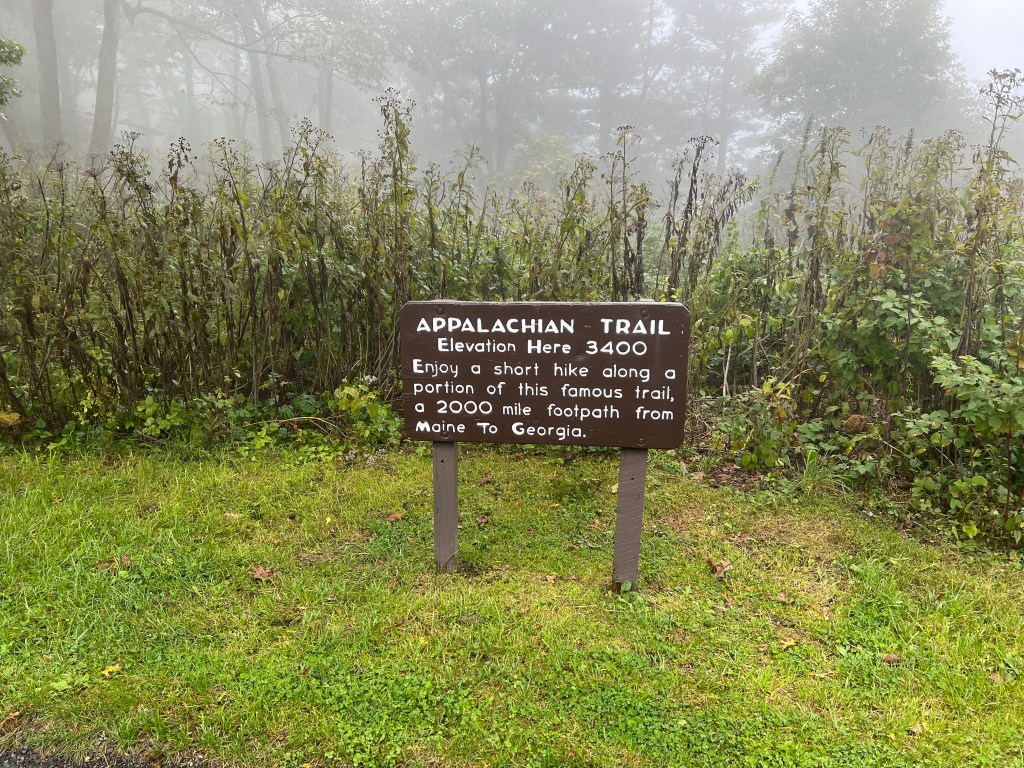 APPALACHIAN TRAIL
Elevation Here 3400
Enjoy a short hike along a
portion of this famous trail,
a 2000 mile footpath from
Maine To Georgia.